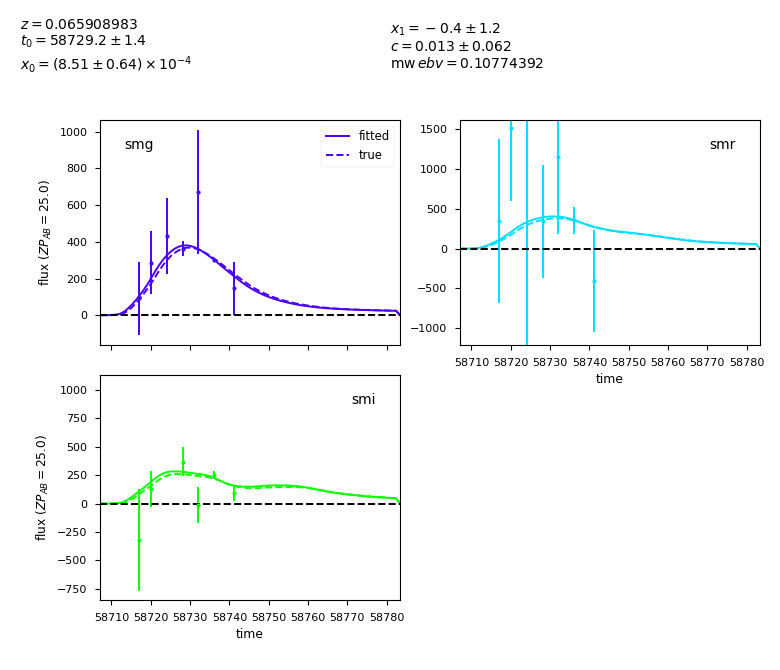 z = 0.065908983
t₀ = 58729.2 ± 1.4
x₀ = (8.51 ± 0.64) × 10⁻⁴
x₁ = −0.4 ± 1.2
c = 0.013 ± 0.062
mw ebv = 0.10774392
smg
fitted
true
1000
800
600
400
200
0
flux (ZP_AB = 25.0)
smr
1500
1000
500
0
−500
−1000
58710 58720 58730 58740 58750 58760 58770 58780
time
smi
1000
750
500
250
0
−250
−500
−750
flux (ZP_AB = 25.0)
58710 58720 58730 58740 58750 58760 58770 58780
time